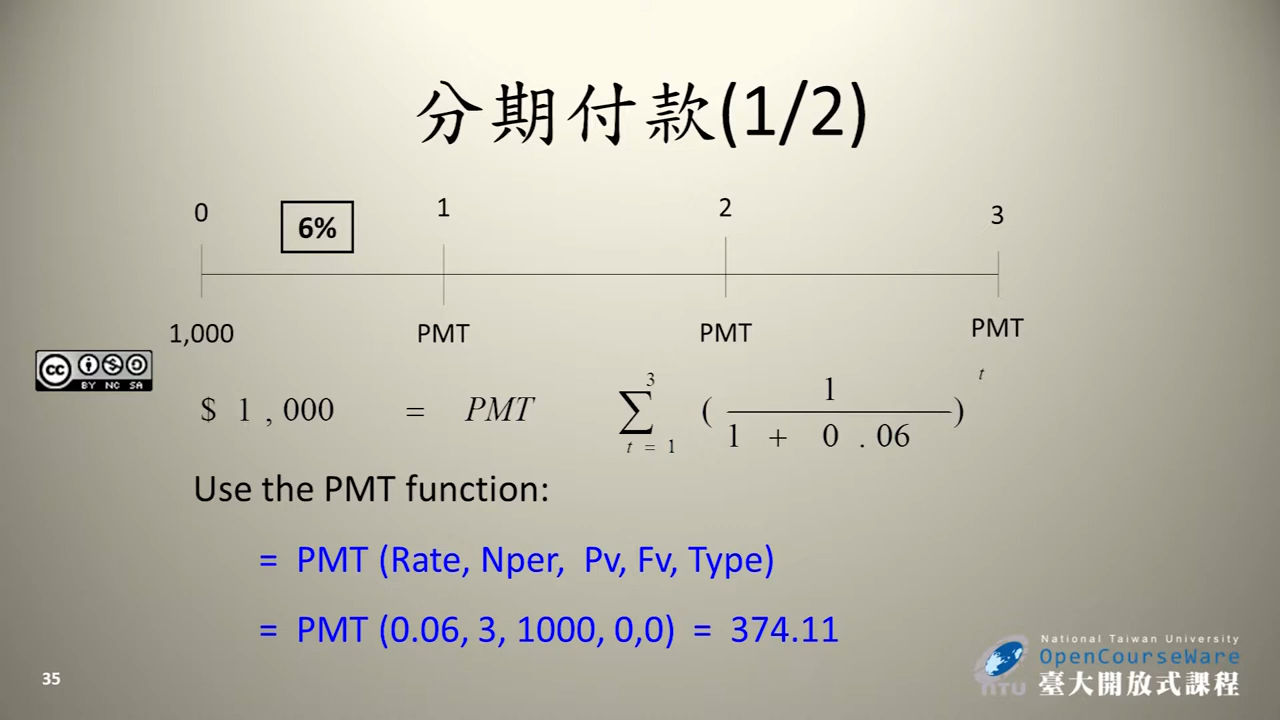 分期付款(1/2)
0 6% 1 2 3
1,000 PMT PMT PMT
$ 1 , 000 = PMT 3 ∑ t = 1 ( 1 / 1 + 0 . 06 ) t
Use the PMT function:
= PMT (Rate, Nper, Pv, Fv, Type)
= PMT (0.06, 3, 1000, 0,0) = 374.11
cc BY NC SA
35
National Taiwan University
OpenCourseWare
NTU 臺大開放式課程